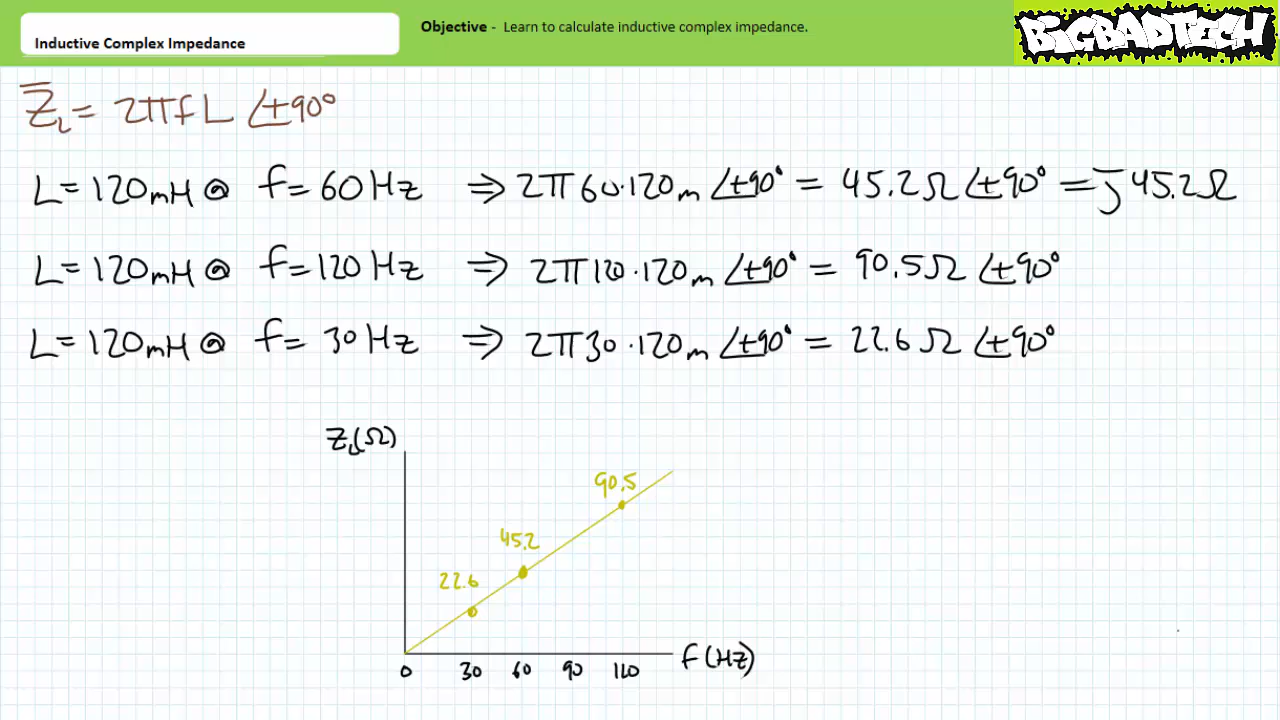 Inductive Complex Impedance
Objective - Learn to calculate inductive complex impedance.
BIGBADTECH
Z̅L = 2πfL ∠+90°
L = 120mH @ f = 60Hz ⇒ 2π60·120m ∠+90° = 45.2Ω ∠+90° = j45.2Ω
L = 120mH @ f = 120Hz ⇒ 2π120·120m ∠+90° = 90.5Ω ∠+90°
L = 120mH @ f = 30Hz ⇒ 2π30·120m ∠+90° = 22.6Ω ∠+90°
ZL(Ω)
90.5
45.2
22.6
f(Hz)
0 30 60 90 120